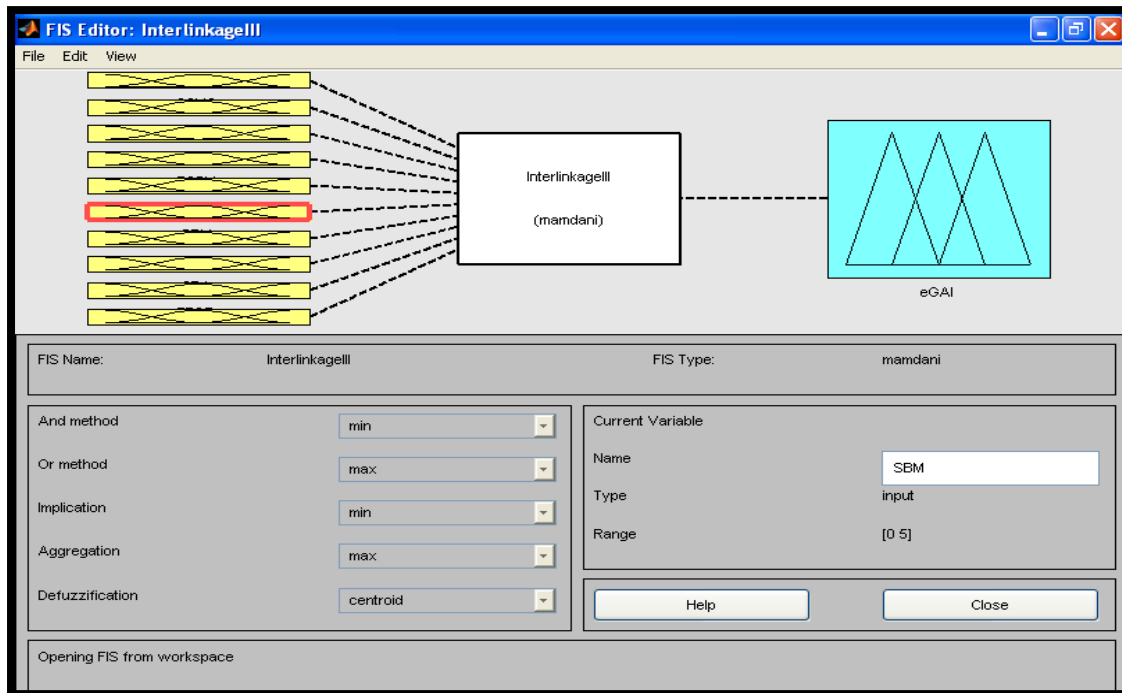 FIS Editor: InterlinkageIII
File Edit View
InterlinkageIII
(mamdani)
eGAI
FIS Name: InterlinkageIII FIS Type: mamdani
And method min
Or method max
Implication min
Aggregation max
Defuzzification centroid
Current Variable
Name SBM
Type input
Range [0 5]
Help Close
Opening FIS from workspace